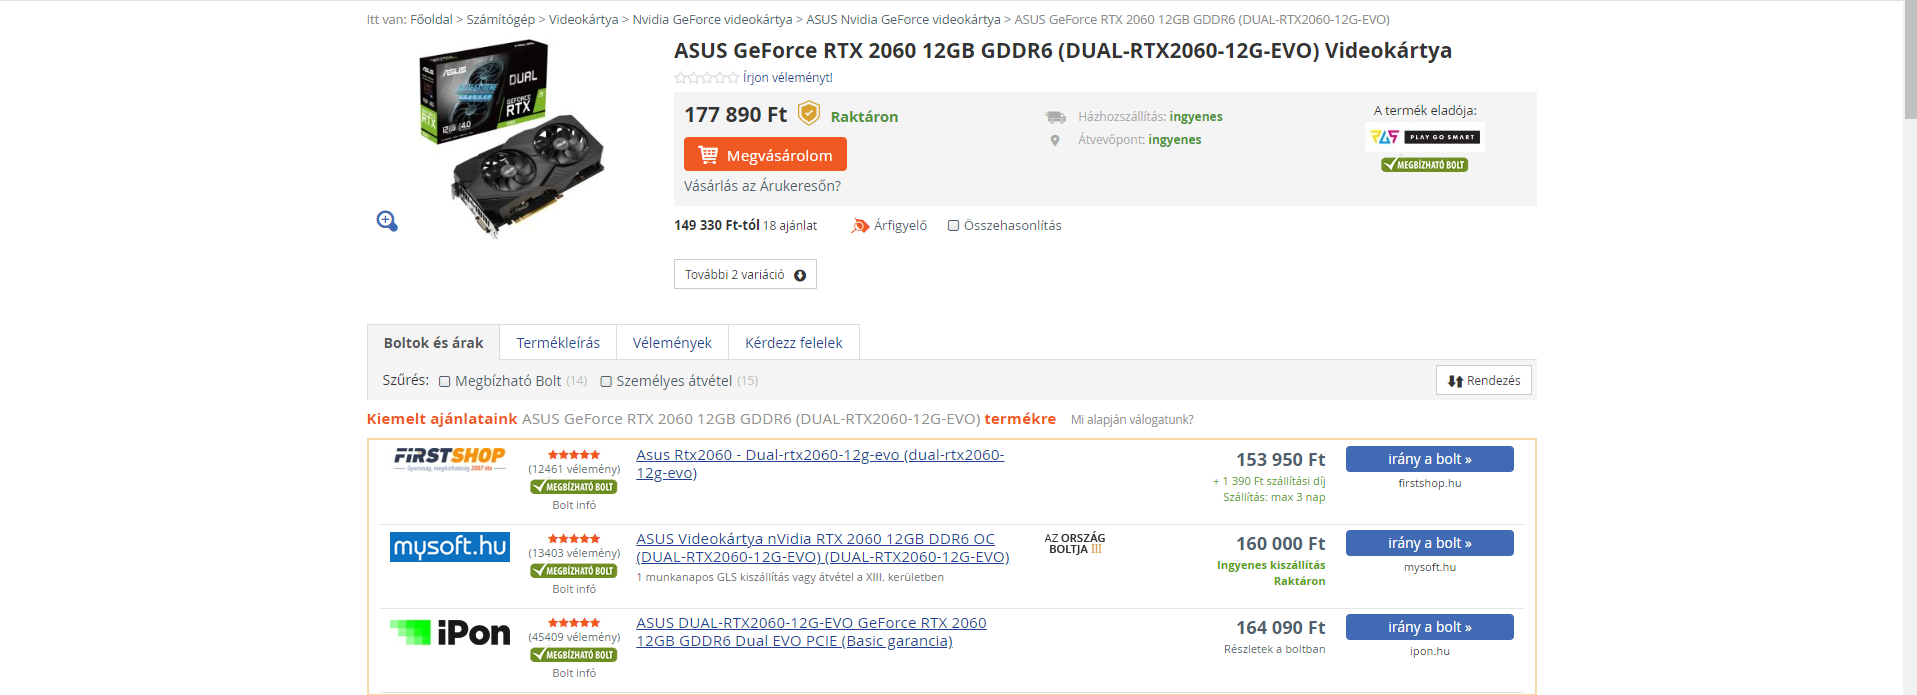 Itt van: Főoldal > Számítógép > Videokártya > Nvidia GeForce videokártya > ASUS Nvidia GeForce videokártya > ASUS GeForce RTX 2060 12GB GDDR6 (DUAL-RTX2060-12G-EVO)
ASUS GeForce RTX 2060 12GB GDDR6 (DUAL-RTX2060-12G-EVO) Videokártya
Írjon véleményt!
ASUS
DUAL
GEFORCE
RTX
RTX
177 890 Ft Raktáron
Megvásárolom
Vásárlás az Árukeresőn?
Házhozszállítás: ingyenes
Átvevőpont: ingyenes
A termék eladója:
PLAY GO SMART
MEGBÍZHATÓ BOLT
149 330 Ft-tól 18 ajánlat Árfigyelő Összehasonlítás
További 2 variáció
Boltok és árak Termékleírás Vélemények Kérdezz felelek
Szűrés: Megbízható Bolt (14) Személyes átvétel (15) Rendezés
Kiemelt ajánlataink ASUS GeForce RTX 2060 12GB GDDR6 (DUAL-RTX2060-12G-EVO) termékre Mi alapján válogatunk?
FIRSTSHOP
Gyorsaság, megbízhatóság 2007 óta
(12461 vélemény)
MEGBÍZHATÓ BOLT
Bolt infó
Asus Rtx2060 - Dual-rtx2060-12g-evo (dual-rtx2060-
12g-evo)
153 950 Ft
+ 1 390 Ft szállítási díj
Szállítás: max 3 nap
irány a bolt »
firstshop.hu
mysoft.hu
(13403 vélemény)
MEGBÍZHATÓ BOLT
Bolt infó
ASUS Videokártya nVidia RTX 2060 12GB DDR6 OC
(DUAL-RTX2060-12G-EVO) (DUAL-RTX2060-12G-EVO)
1 munkanapos GLS kiszállítás vagy átvétel a XIII. kerületben
AZ ORSZÁG
BOLTJA III
160 000 Ft
Ingyenes kiszállítás
Raktáron
irány a bolt »
mysoft.hu
iPon
(45409 vélemény)
MEGBÍZHATÓ BOLT
Bolt infó
ASUS DUAL-RTX2060-12G-EVO GeForce RTX 2060
12GB GDDR6 Dual EVO PCIE (Basic garancia)
164 090 Ft
Részletek a boltban
irány a bolt »
ipon.hu